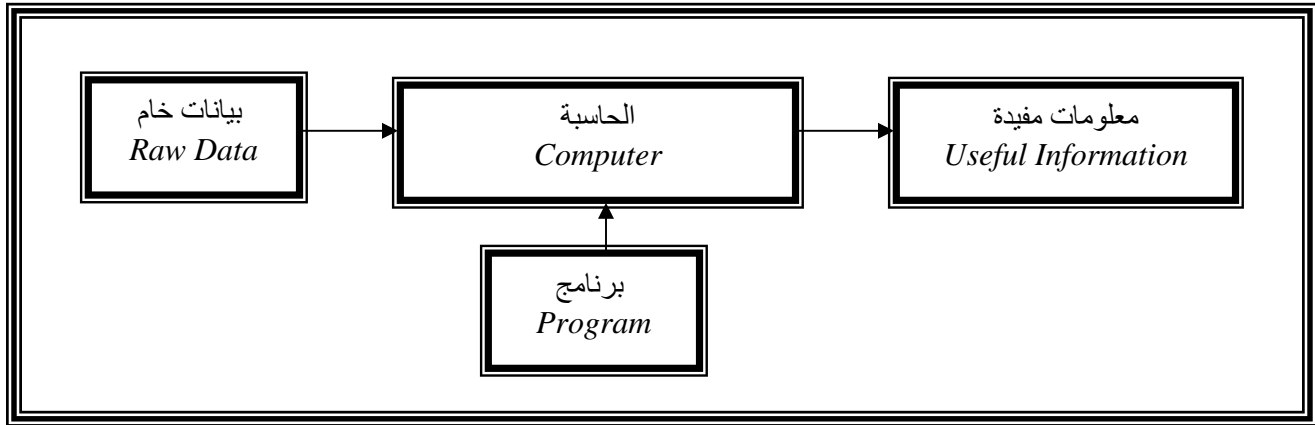 بيانات خام
Raw Data
الحاسبة
Computer
معلومات مفيدة
Useful Information
برنامج
Program